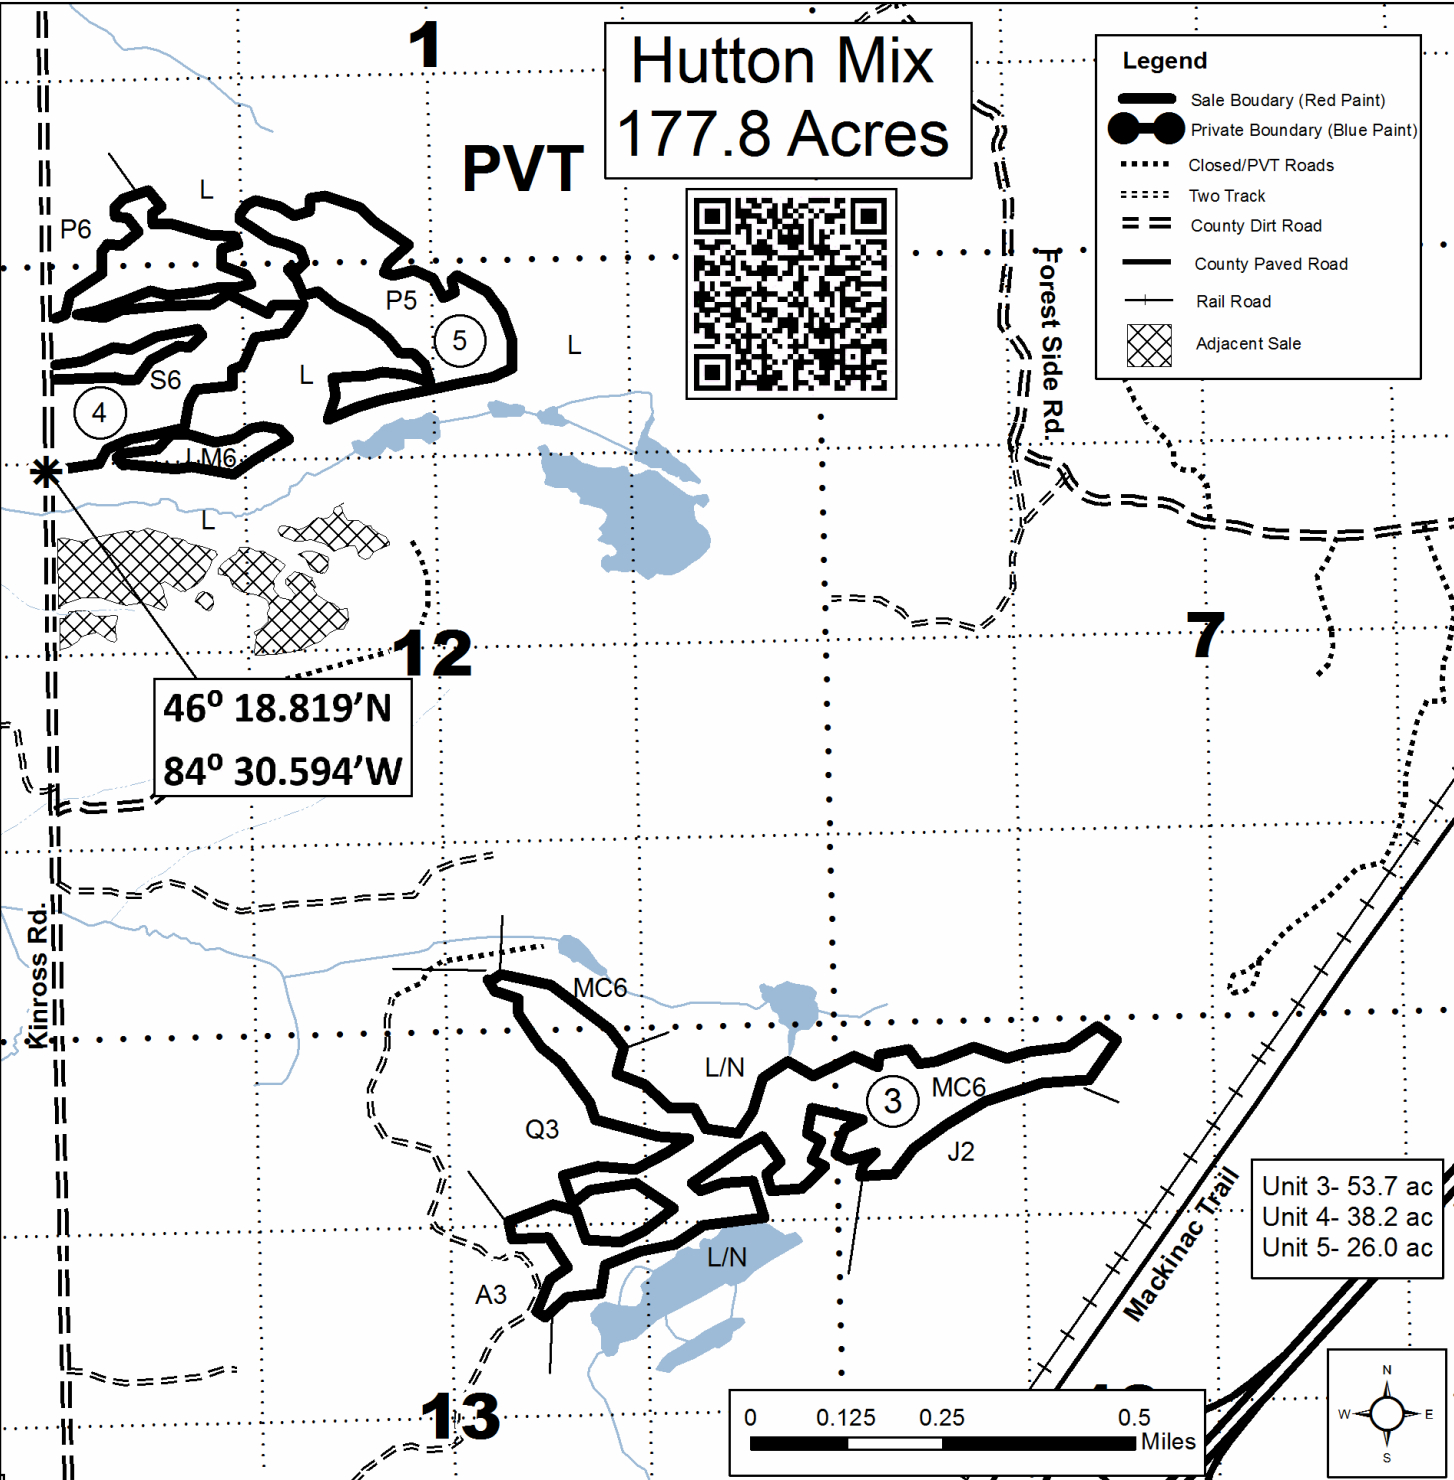 1
Hutton Mix
177.8 Acres
Legend
Sale Boudary (Red Paint)
Private Boundary (Blue Paint)
Closed/PVT Roads
Two Track
County Dirt Road
County Paved Road
Rail Road
Adjacent Sale
PVT
L
P6
Forest Side Rd.
P5
5
L
S6
L
4
LM6
L
12
7
46⁰ 18.819’N
84⁰ 30.594’W
Kinross Rd.
MC6
L/N
3
MC6
Q3
J2
Mackinac Trail
Unit 3- 53.7 ac
Unit 4- 38.2 ac
Unit 5- 26.0 ac
L/N
A3
13
0 0.125 0.25 0.5
Miles
N
W E
S